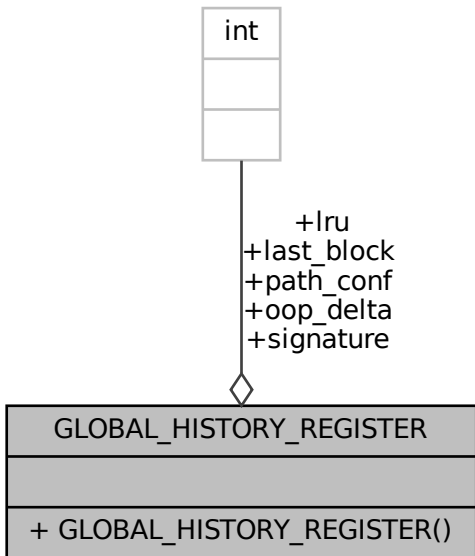 int
+lru
+last_block
+path_conf
+oop_delta
+signature
GLOBAL_HISTORY_REGISTER
+ GLOBAL_HISTORY_REGISTER()